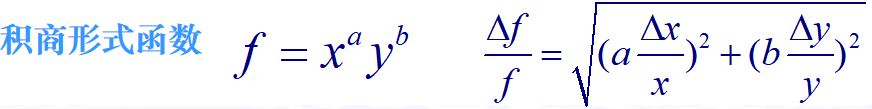 积商形式函数 f = x^a y^b Δf/f = √((a Δx/x)² + (b Δy/y)²)